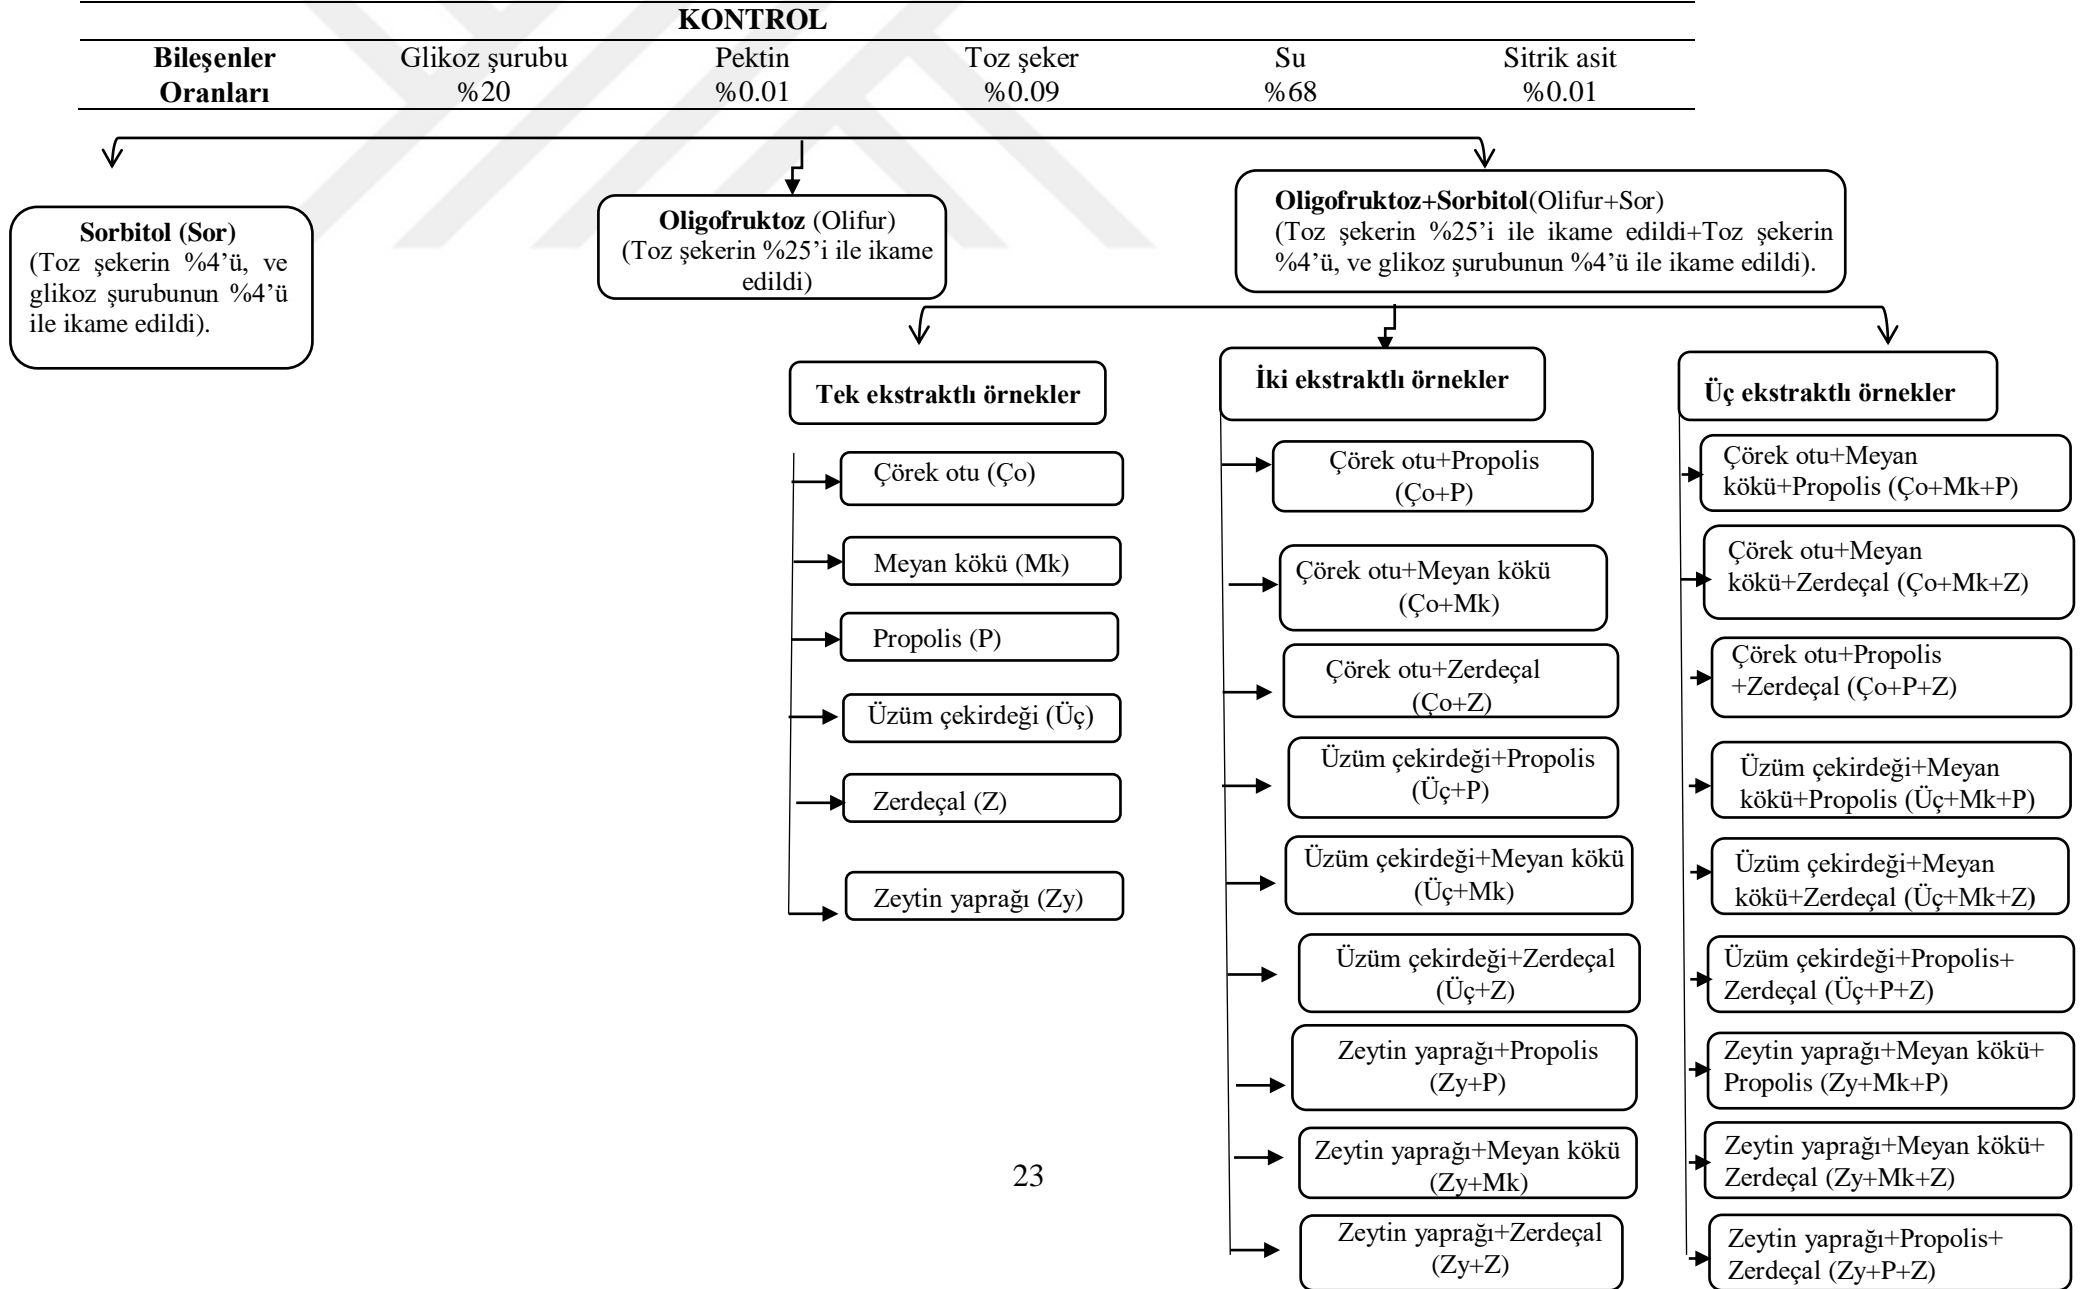 KONTROL
Bileşenler Glikoz şurubu Pektin Toz şeker Su Sitrik asit
Oranları %20 %0.01 %0.09 %68 %0.01
Sorbitol (Sor)
(Toz şekerin %4’ü, ve
glikoz şurubunun %4’ü
ile ikame edildi).
Oligofruktoz (Olifur)
(Toz şekerin %25’i ile ikame
edildi)
Oligofruktoz+Sorbitol(Olifur+Sor)
(Toz şekerin %25’i ile ikame edildi+Toz şekerin
%4’ü, ve glikoz şurubunun %4’ü ile ikame edildi).
Tek ekstraktlı örnekler
Çörek otu (Ço)
Meyan kökü (Mk)
Propolis (P)
Üzüm çekirdeği (Üç)
Zerdeçal (Z)
Zeytin yaprağı (Zy)
İki ekstraktlı örnekler
Çörek otu+Propolis
(Ço+P)
Çörek otu+Meyan kökü
(Ço+Mk)
Çörek otu+Zerdeçal
(Ço+Z)
Üzüm çekirdeği+Propolis
(Üç+P)
Üzüm çekirdeği+Meyan kökü
(Üç+Mk)
Üzüm çekirdeği+Zerdeçal
(Üç+Z)
Zeytin yaprağı+Propolis
(Zy+P)
Zeytin yaprağı+Meyan kökü
(Zy+Mk)
Zeytin yaprağı+Zerdeçal
(Zy+Z)
Üç ekstraktlı örnekler
Çörek otu+Meyan
kökü+Propolis (Ço+Mk+P)
Çörek otu+Meyan
kökü+Zerdeçal (Ço+Mk+Z)
Çörek otu+Propolis
+Zerdeçal (Ço+P+Z)
Üzüm çekirdeği+Meyan
kökü+Propolis (Üç+Mk+P)
Üzüm çekirdeği+Meyan
kökü+Zerdeçal (Üç+Mk+Z)
Üzüm çekirdeği+Propolis+
Zerdeçal (Üç+P+Z)
Zeytin yaprağı+Meyan kökü+
Propolis (Zy+Mk+P)
Zeytin yaprağı+Meyan kökü+
Zerdeçal (Zy+Mk+Z)
Zeytin yaprağı+Propolis+
Zerdeçal (Zy+P+Z)
23